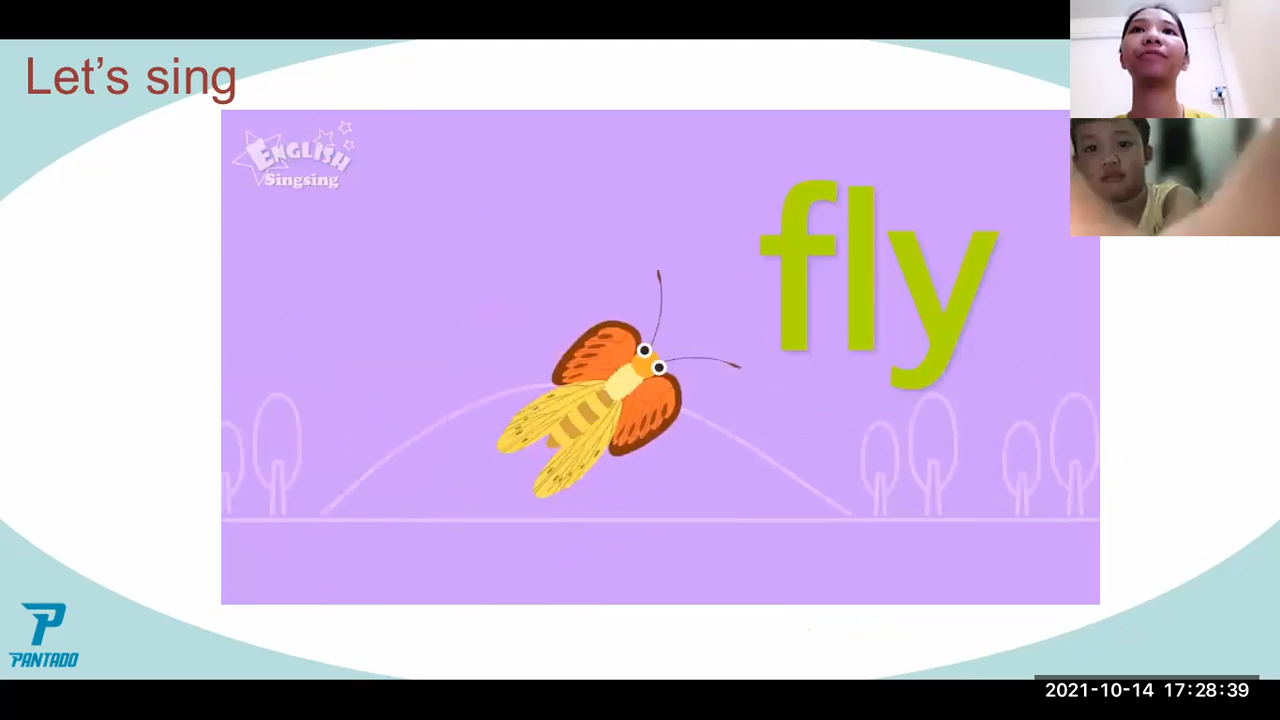 Let's sing
ENGLISH
Singsing
fly
PANTADO
2021-10-14 17:28:39